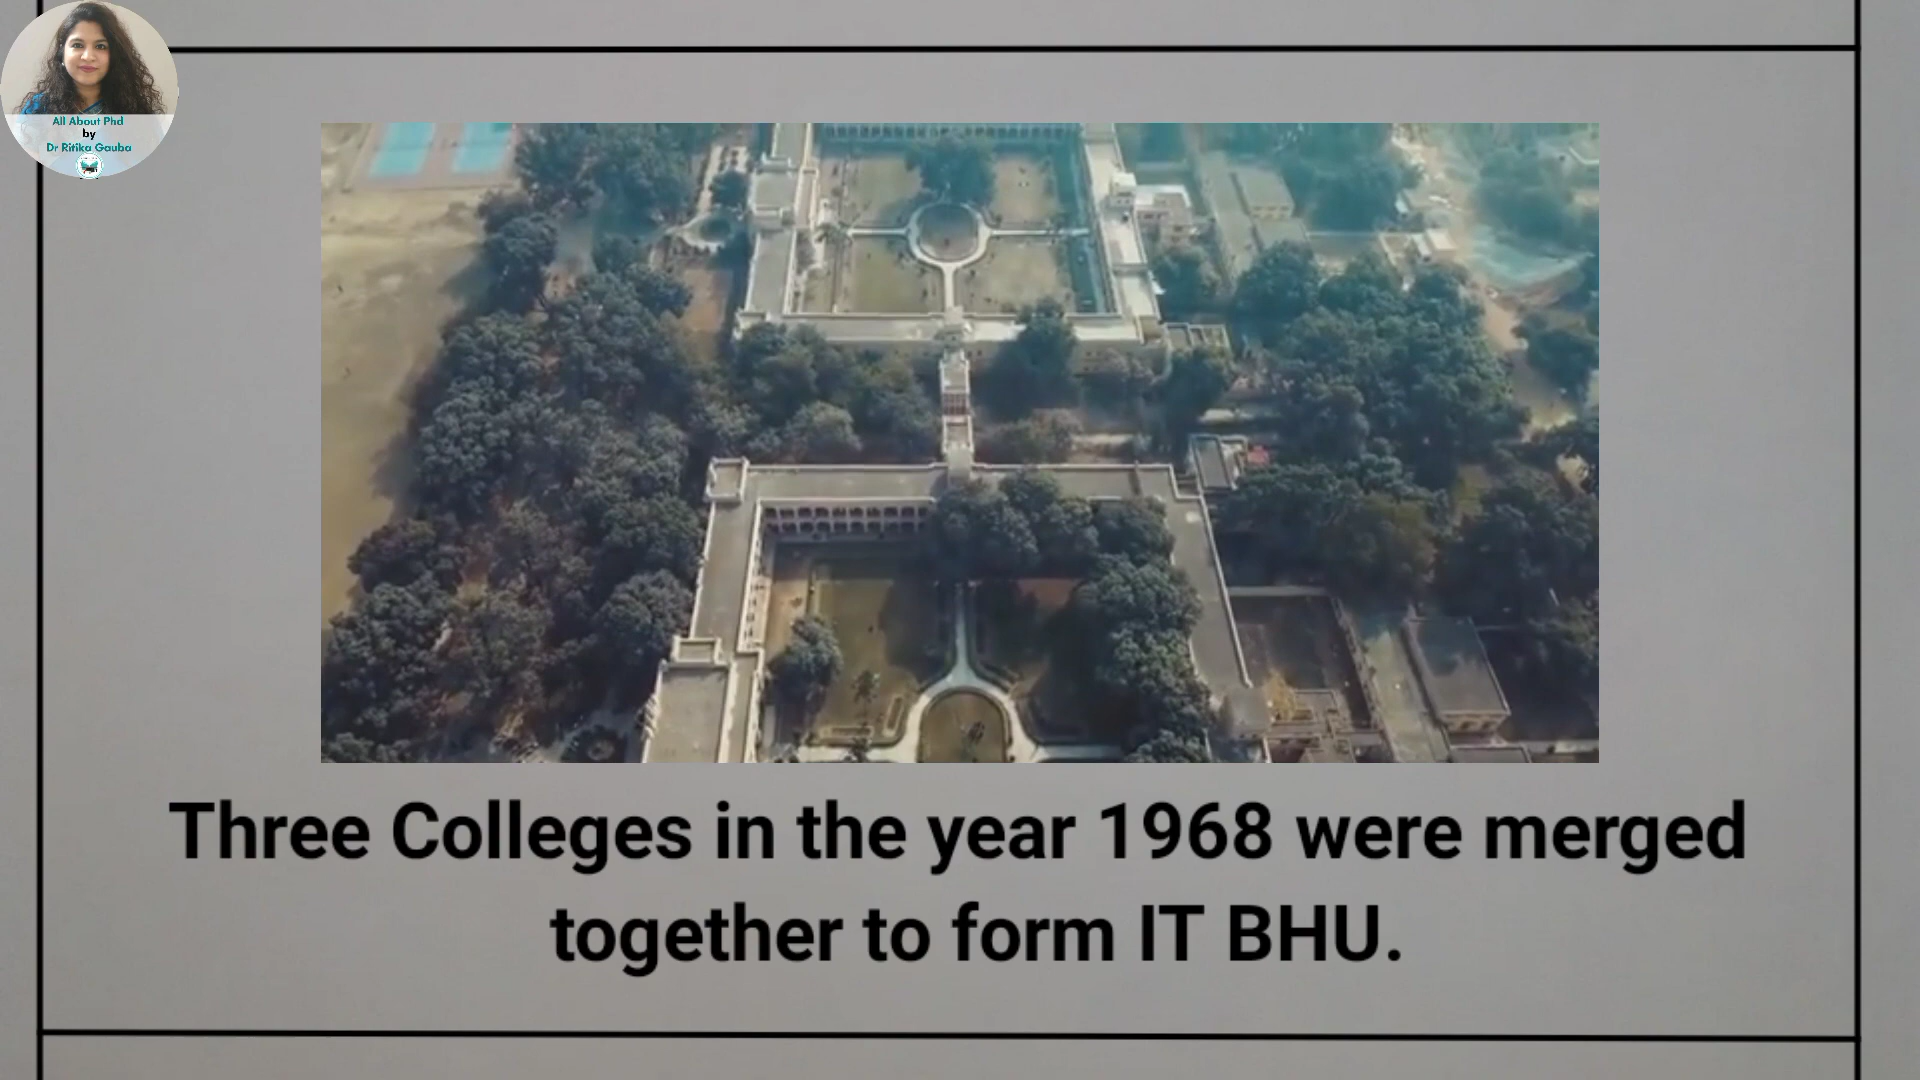 All About Phd
by
Dr Ritika Gauba
Three Colleges in the year 1968 were merged
together to form IT BHU.